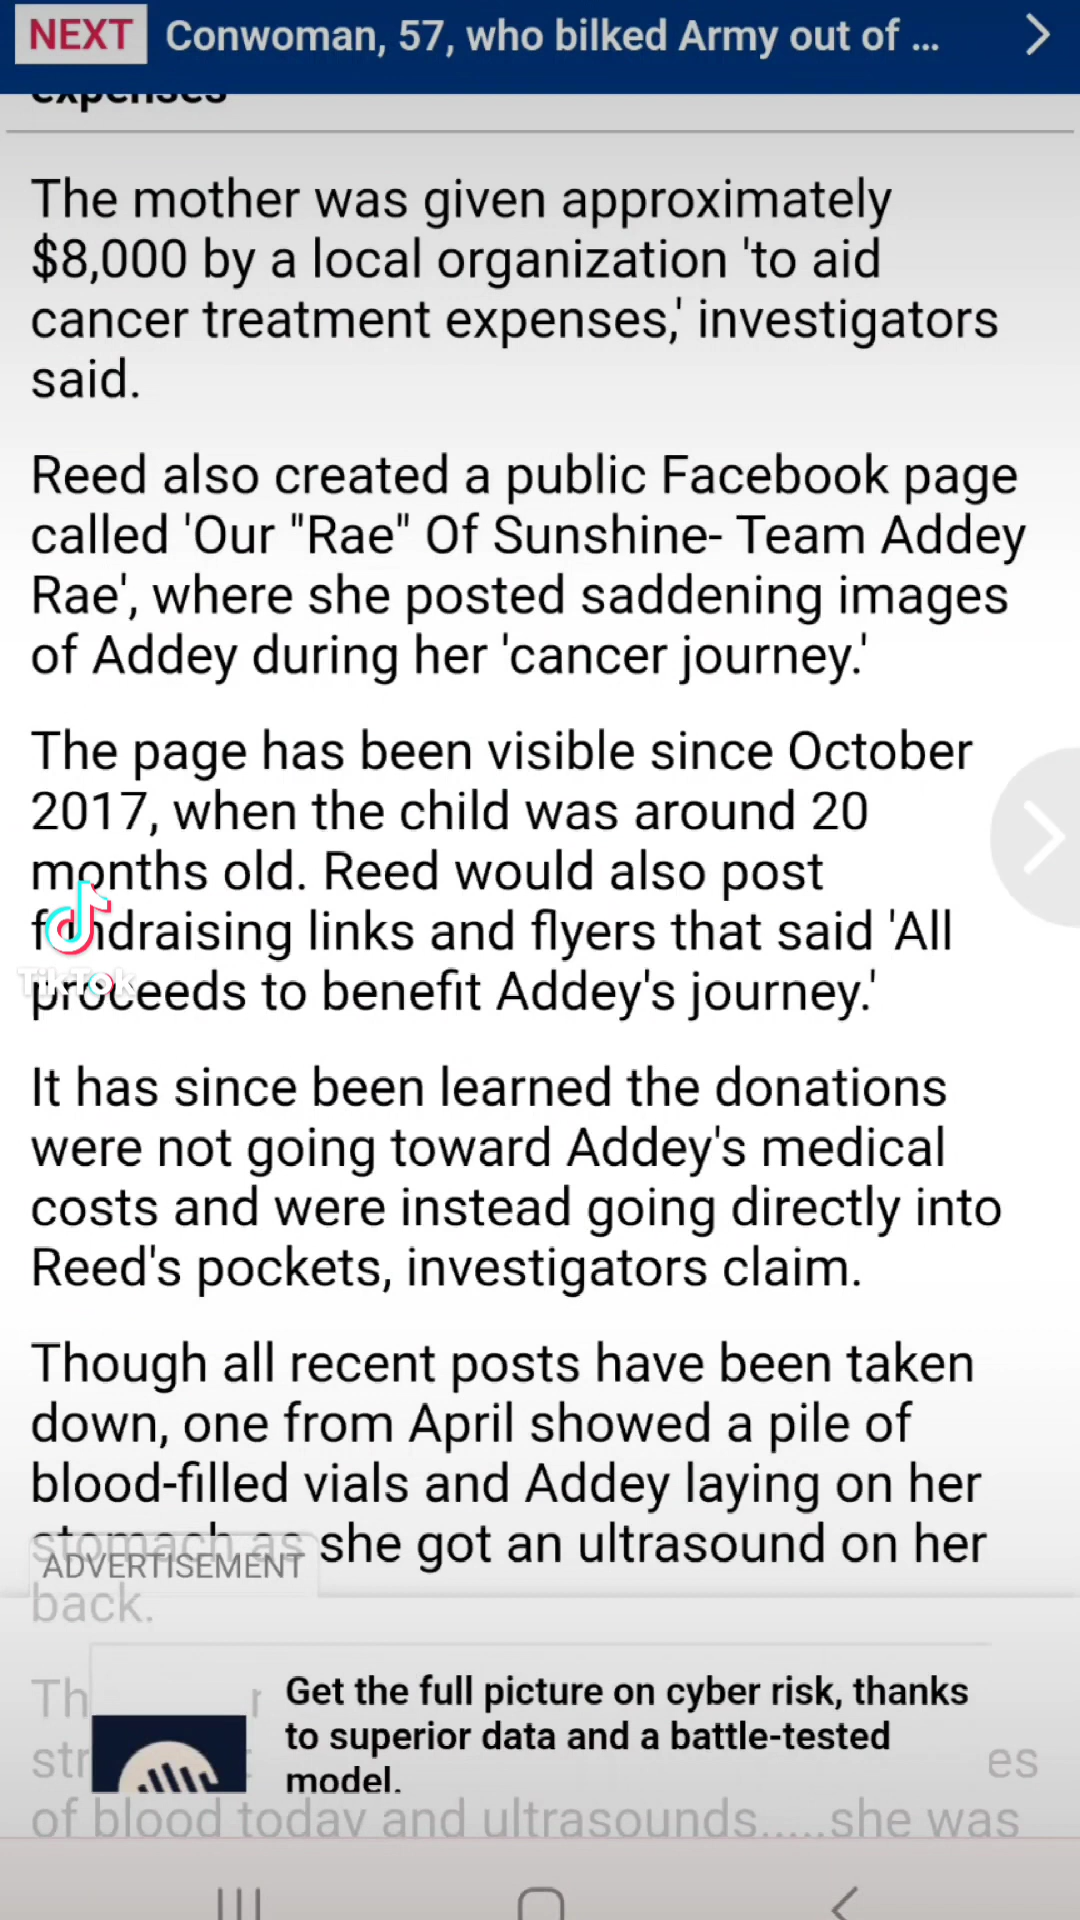 NEXT Conwoman, 57, who bilked Army out of ...
expenses
The mother was given approximately
$8,000 by a local organization 'to aid
cancer treatment expenses,' investigators
said.
Reed also created a public Facebook page
called 'Our "Rae" Of Sunshine- Team Addey
Rae', where she posted saddening images
of Addey during her 'cancer journey.'
The page has been visible since October
2017, when the child was around 20
months old. Reed would also post
fundraising links and flyers that said 'All
proceeds to benefit Addey's journey.'
TikTok
It has since been learned the donations
were not going toward Addey's medical
costs and were instead going directly into
Reed's pockets, investigators claim.
Though all recent posts have been taken
down, one from April showed a pile of
blood-filled vials and Addey laying on her
stomach as she got an ultrasound on her
ADVERTISEMENT
back.
Get the full picture on cyber risk, thanks
to superior data and a battle-tested
model.
of blood today and ultrasounds.....she was